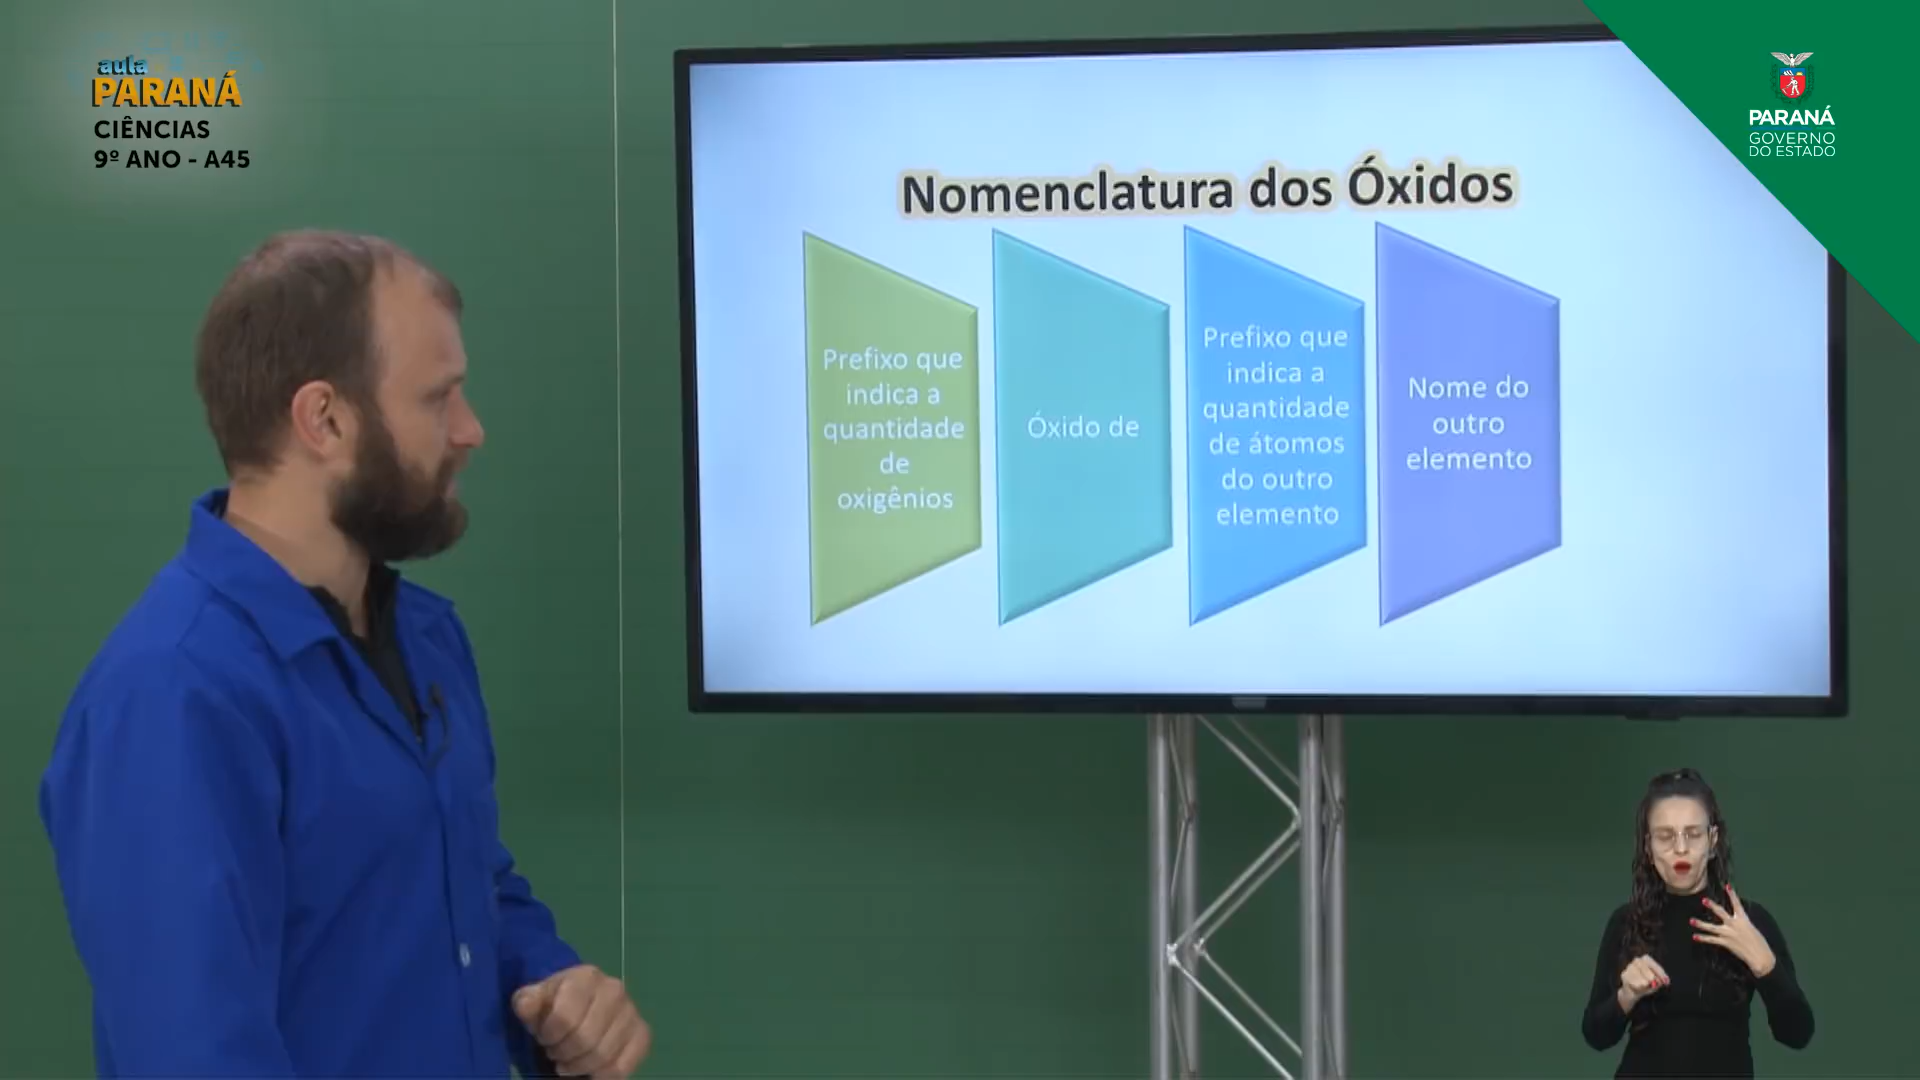 aula
PARANÁ
CIÊNCIAS
9º ANO - A45
PARANÁ
GOVERNO
DO ESTADO
Nomenclatura dos Óxidos
Prefixo que
indica a
quantidade
de
oxigênios
Óxido de
Prefixo que
indica a
quantidade
de átomos
do outro
elemento
Nome do
outro
elemento